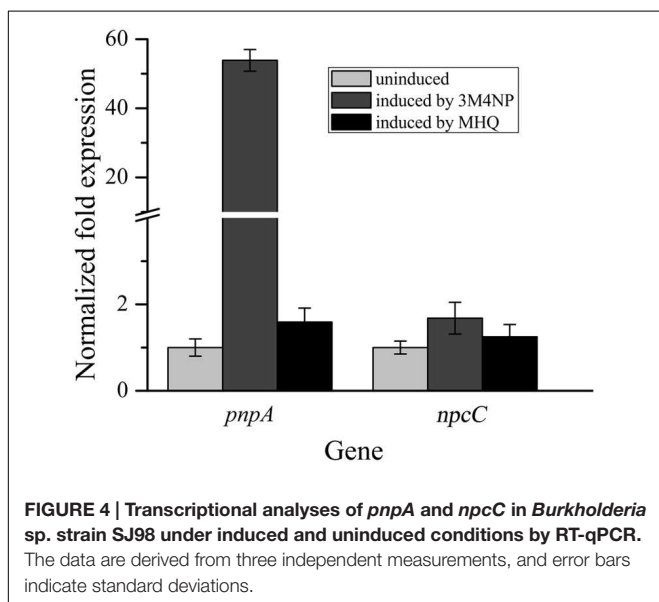 60
40
20
2
0
Normalized fold expression
uninduced
induced by 3M4NP
induced by MHQ
pnpA
npcC
Gene
FIGURE 4 | Transcriptional analyses of pnpA and npcC in Burkholderia
sp. strain SJ98 under induced and uninduced conditions by RT-qPCR.
The data are derived from three independent measurements, and error bars
indicate standard deviations.